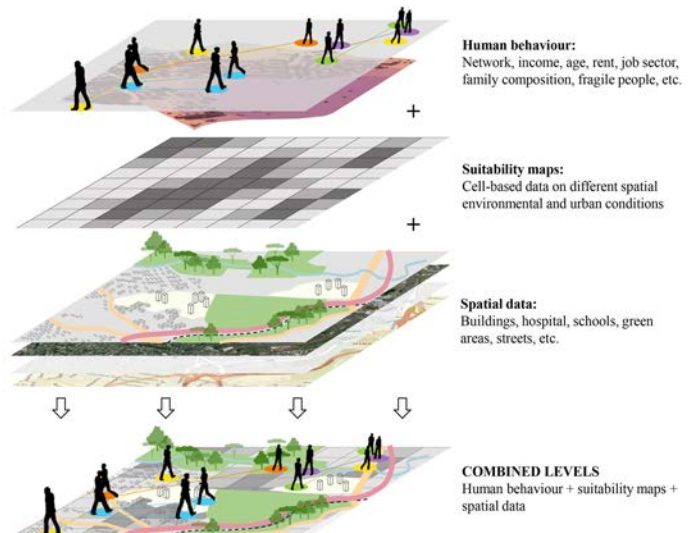 Human behaviour:
Network, income, age, rent, job sector,
family composition, fragile people, etc.
+
Suitability maps:
Cell-based data on different spatial
environmental and urban conditions
+
Spatial data:
Buildings, hospital, schools, green
areas, streets, etc.
COMBINED LEVELS
Human behaviour + suitability maps +
spatial data